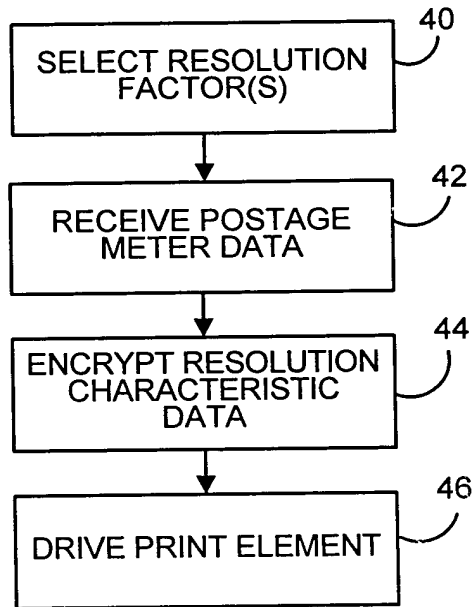 40
SELECT RESOLUTION
FACTOR(S)
42
RECEIVE POSTAGE
METER DATA
44
ENCRYPT RESOLUTION
CHARACTERISTIC
DATA
46
DRIVE PRINT ELEMENT